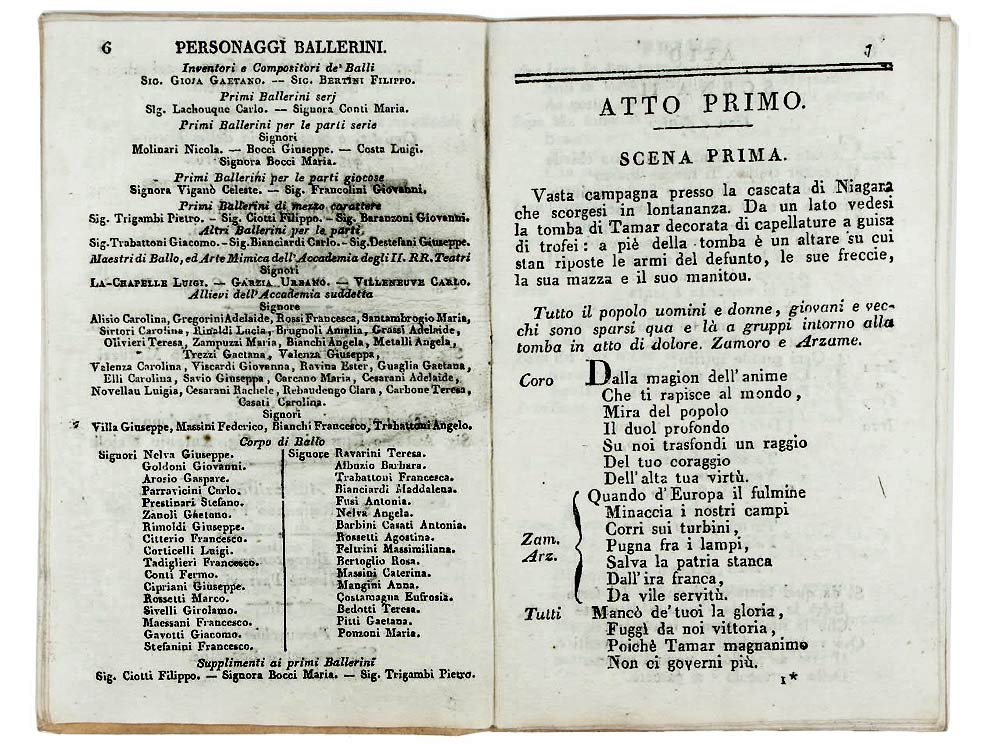 6
PERSONAGGI BALLERINI.
Inventori e Compositori de' Balli
Sig. Gioja Gaetano. — Sig. Bertini Filippo.
Primi Ballerini serj
Sig. Lachouque Carlo. — Signora Conti Maria.
Primi Ballerini per le parti serie
Signori
Molinari Nicola. — Bocci Giuseppe. — Costa Luigi.
Signora Bocci Maria.
Primi Ballerini per le parti giocose
Signora Viganò Celeste. — Sig. Francolini Giovanni.
Primi Ballerini di mezzo carattere
Sig. Trigambi Pietro. — Sig. Ciotti Filippo. — Sig. Baranzoni Giovanni.
Altri Ballerini per le parti,
Sig. Trabattoni Giacomo. — Sig. Bianciardi Carlo. — Sig. Destefani Giuseppe.
Maestri di Ballo, ed Arte Mimica dell'Accademia degli II. RR. Teatri
Signori
La-Chapelle Luigi. — Garzia Urbano. — Villeneuve Carlo.
Allievi dell'Accademia suddetta
Signore
Alisio Carolina, Gregorini Adelaide, Rossi Francesca, Santambrogio Maria,
Sirtori Carolina, Rinaldi Lucia, Brugnoli Amalia, Grassi Adelaide,
Olivieri Teresa, Zampuzzi Maria, Bianchi Angela, Metalli Angela,
Trezzi Gaetana, Valenza Giuseppa,
Valenza Carolina, Viscardi Giovanna, Ravina Ester, Guaglia Gaetana,
Elli Carolina, Savio Giuseppa, Carcano Maria, Cesarani Adelaide,
Novellau Luigia, Cesarani Rachele, Rebaudengo Clara, Carbone Teresa,
Casati Carolina.
Signori
Villa Giuseppe, Massini Federico, Bianchi Francesco, Trabattoni Angelo.
Corpo di Ballo
Signori Nelva Giuseppe.
Goldoni Giovanni.
Arosio Gaspare.
Parravicini Carlo.
Prestinari Stefano.
Zanoli Gaetano.
Rimoldi Giuseppe.
Citterio Francesco.
Corticelli Luigi.
Tadiglieri Francesco.
Conti Fermo.
Cipriani Giuseppe.
Rossetti Marco.
Sivelli Girolamo.
Maessani Francesco.
Gavotti Giacomo.
Stefanini Francesco.
Signore Ravarini Teresa.
Albuzio Barbara.
Trabattoni Francesca.
Bianciardi Maddalena.
Fusi Antonia.
Nelva Angela.
Barbini Casati Antonia.
Rossetti Agostina.
Feltrini Massimiliana.
Bertoglio Rosa.
Massini Caterina.
Mangini Anna.
Costamagna Eufrosia.
Bedotti Teresa.
Pitti Gaetana.
Ponzoni Maria.
Supplimenti ai primi Ballerini
Sig. Ciotti Filippo. — Signora Bocci Maria. — Sig. Trigambi Pietro.
7
ATTO PRIMO.
SCENA PRIMA.
Vasta campagna presso la cascata di Niagara
che scorgesi in lontananza. Da un lato vedesi
la tomba di Tamar decorata di capellature a guisa
di trofei: a piè della tomba è un altare su cui
stan riposte le armi del defunto, le sue freccie,
la sua mazza e il suo manitou.
Tutto il popolo uomini e donne, giovani e vec-
chi sono sparsi qua e là a gruppi intorno alla
tomba in atto di dolore. Zamoro e Arzame.
Coro Dalla magion dell'anime
Che ti rapisce al mondo,
Mira del popolo
Il duol profondo
Su noi trasfondi un raggio
Del tuo coraggio
Dell'alta tua virtù.
Zam.
Arz.
Quando d'Europa il fulmine
Minaccia i nostri campi
Corri sui turbini,
Pugna fra i lampi,
Salva la patria stanca
Dall'ira franca,
Da vile servitù.
Tutti Mancò de' tuoi la gloria,
Fuggì da noi vittoria,
Poichè Tamar magnanimo
Non ci governi più.
1*